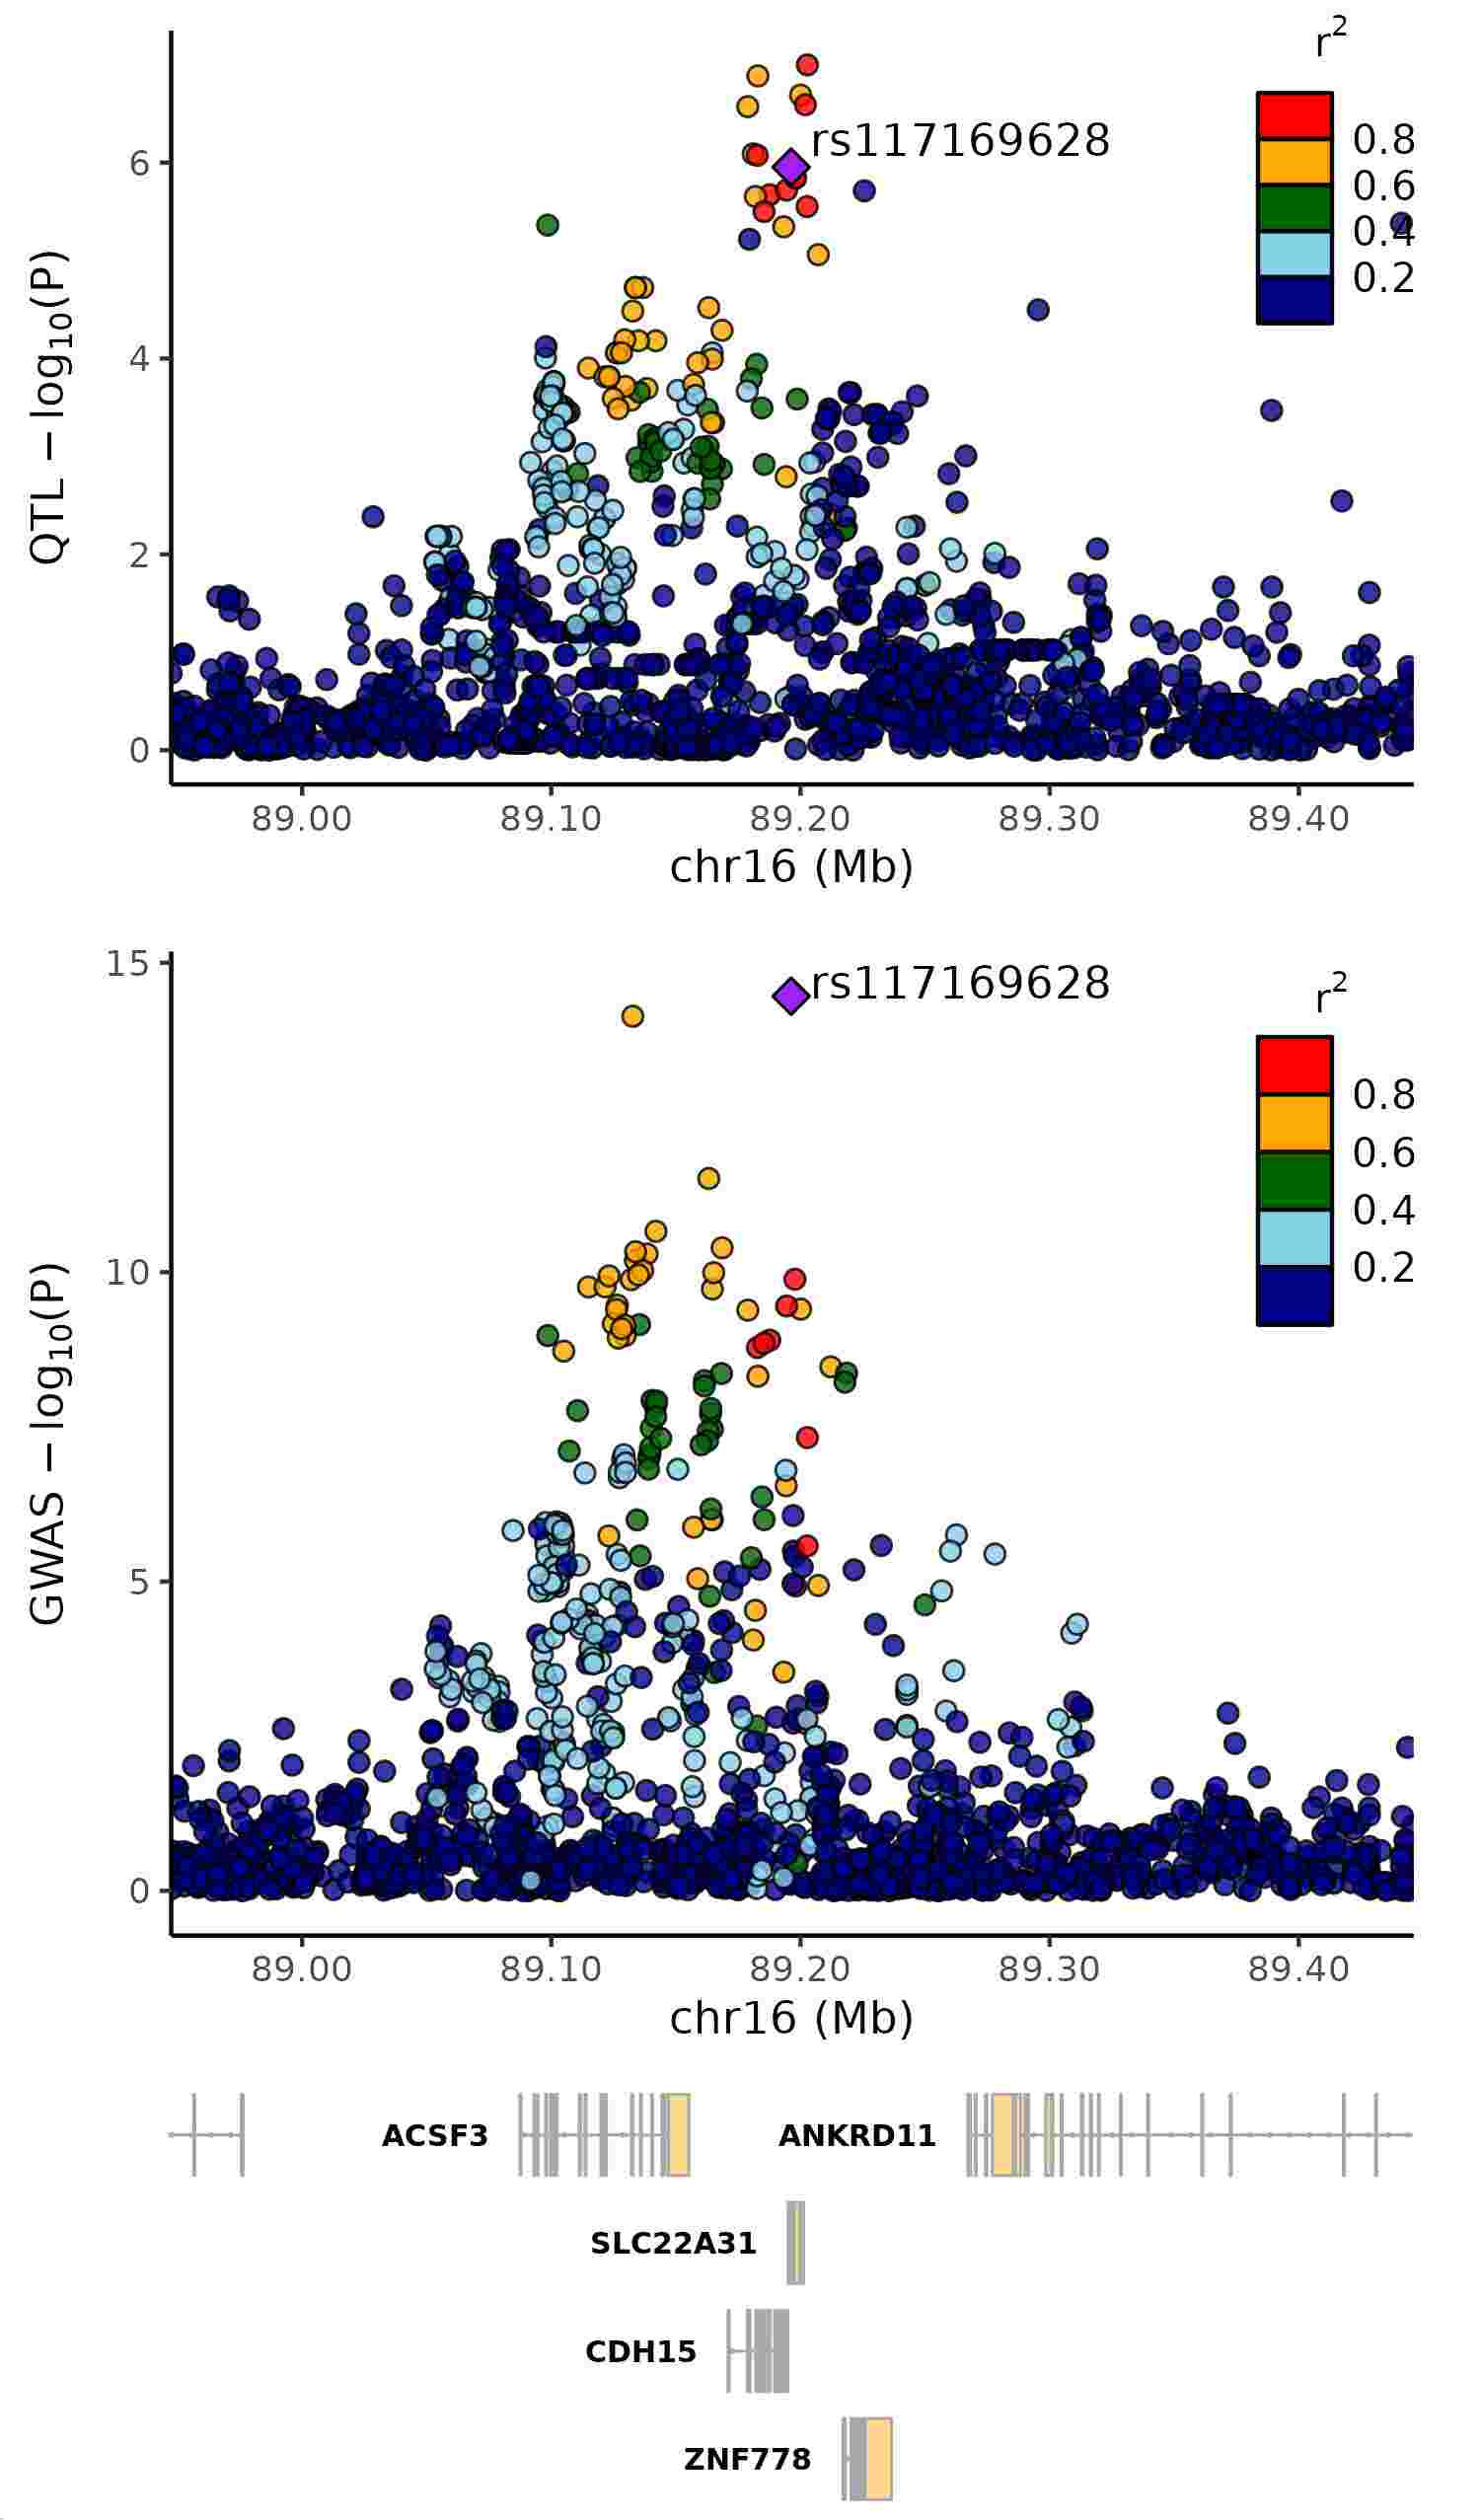 r²
0.8
0.6
0.4
0.2
rs117169628
6
4
2
0
QTL − log₁₀(P)
89.00 89.10 89.20 89.30 89.40
chr16 (Mb)
15
10
5
0
GWAS − log₁₀(P)
rs117169628
r²
0.8
0.6
0.4
0.2
89.00 89.10 89.20 89.30 89.40
chr16 (Mb)
ACSF3 ANKRD11
SLC22A31
CDH15
ZNF778